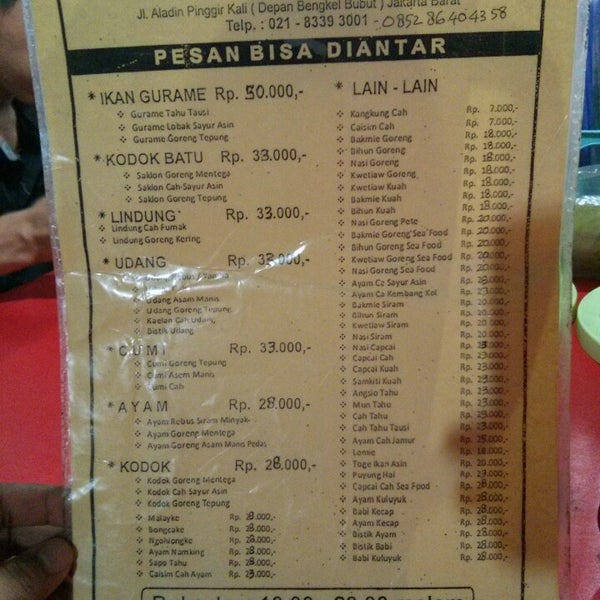 Jl. Aladin Pinggir Kali ( Depan Bengkel Bubut ) Jakarta Barat
Telp. : 021 - 8339 3001 - 0852 86404358
PESAN BISA DIANTAR
* IKAN GURAME Rp. 50.000,-
Gurame Tahu Tausi
Gurame Lobak Sayur Asin
Gurame Goreng Tepung
* KODOK BATU Rp. 33.000,-
Saklon Goreng Mentega
Saklon Cah Sayur Asin
Saklon Goreng Tepung
* LINDUNG Rp. 33.000,-
Lindung Cah Fumak
Lindung Goreng Kering
* UDANG Rp. 33.000,-
Udang Asam Manis
Udang Goreng Tepung
Kaelan Cah Udang
Bistik Udang
* CUMI Rp. 33.000,-
Cumi Goreng Tepung
Cumi Asem Manis
Cumi Cah
* AYAM Rp. 28.000,-
Ayam Rebus Siram Minyak
Ayam Goreng Mentega
Ayam Goreng Asam Manis Pedas
* KODOK Rp. 28.000,-
Kodok Goreng Mentega
Kodok Cah Sayur Asin
Kodok Goreng Tepung
Malayke Rp. 28.000,-
Bongcake Rp. 28.000,-
Ngohiongke Rp. 28.000,-
Ayam Namking Rp. 28.000,-
Sapo Tahu Rp. 28.000,-
Caisim Cah Ayam Rp. 23.000,-
* LAIN - LAIN
Kangkung Cah Rp. 7.000,-
Caisim Cah Rp. 7.000,-
Bakmie Goreng Rp. 18.000,-
Bihun Goreng Rp. 18.000,-
Nasi Goreng Rp. 18.000,-
Kwetiaw Goreng Rp. 18.000,-
Kwetiaw Kuah Rp. 18.000,-
Bakmie Kuah Rp. 18.000,-
Bihun Kuah Rp. 18.000,-
Nasi Goreng Pete Rp. 20.000,-
Bakmie Goreng Sea Food Rp. 20.000,-
Bihun Goreng Sea Food Rp. 20.000,-
Kwetiaw Goreng Sea Food Rp. 20.000,-
Nasi Goreng Sea Food Rp. 20.000,-
Ayam Ca Sayur Asin Rp. 23.000,-
Ayam Ca Kembang Kol Rp. 23.000,-
Bakmie Siram Rp. 20.000,-
Bihun Siram Rp. 20.000,-
Kwetiaw Siram Rp. 20.000,-
Nasi Siram Rp. 20.000,-
Nasi Capcai
Capcai Cah Rp. 23.000,-
Capcai Kuah Rp. 23.000,-
Samkisi Kuah Rp. 23.000,-
Angsio Tahu Rp. 23.000,-
Mun Tahu Rp. 23.000,-
Cah Tahu Rp. 23.000,-
Cah Tahu Tausi Rp. 23.000,-
Ayam Cah Jamur Rp. 25.000,-
Lomie Rp. 18.000,-
Toge Ikan Asin Rp. 20.000,-
Puyung Hai Rp. 23.000,-
Capcai Cah Sea Food Rp. 28.000,-
Ayam Kuluyuk Rp. 28.000,-
Babi Kecap Rp. 28.000,-
Ayam Kecap Rp. 28.000,-
Bistik Ayam Rp. 28.000,-
Bistik Babi Rp. 28.000,-
Babi Kuluyuk Rp. 28.000,-